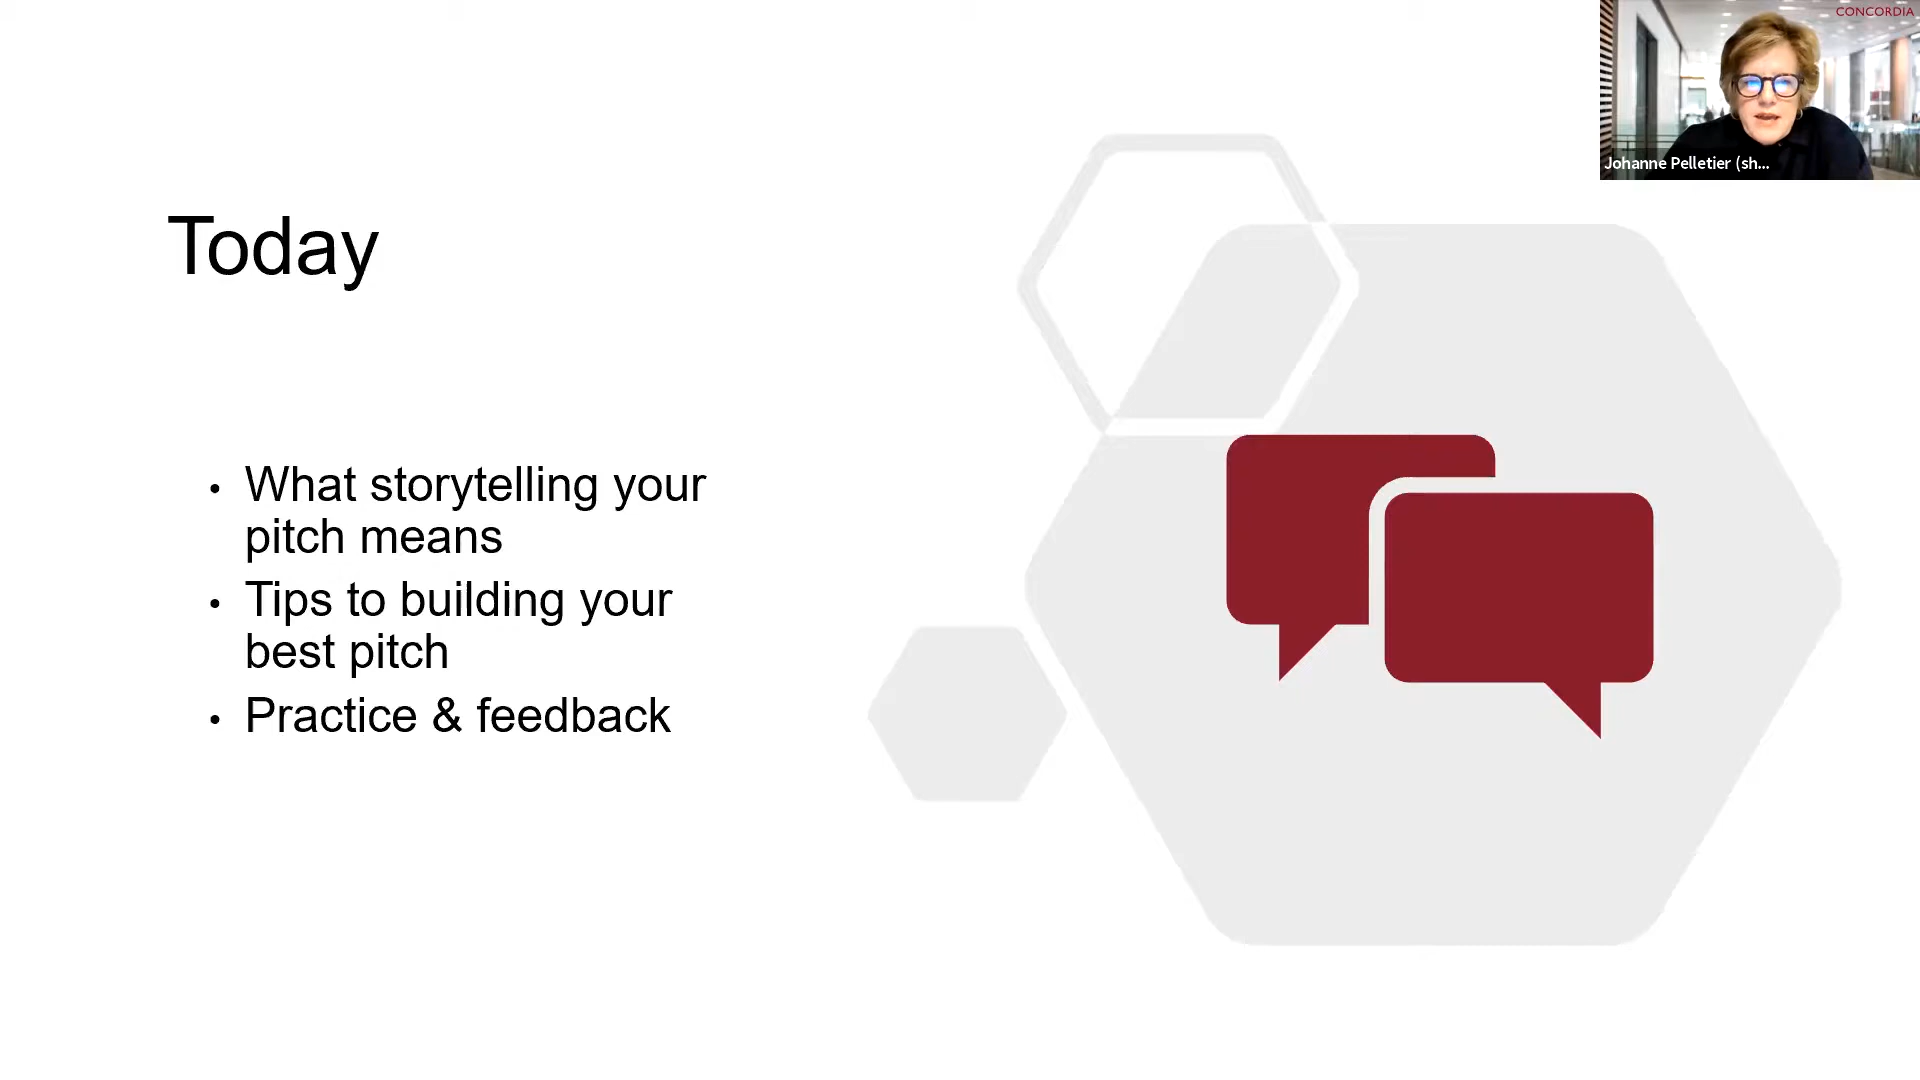 CONCORDIA
Johanne Pelletier (sh...
Today
• What storytelling your
pitch means
• Tips to building your
best pitch
• Practice & feedback